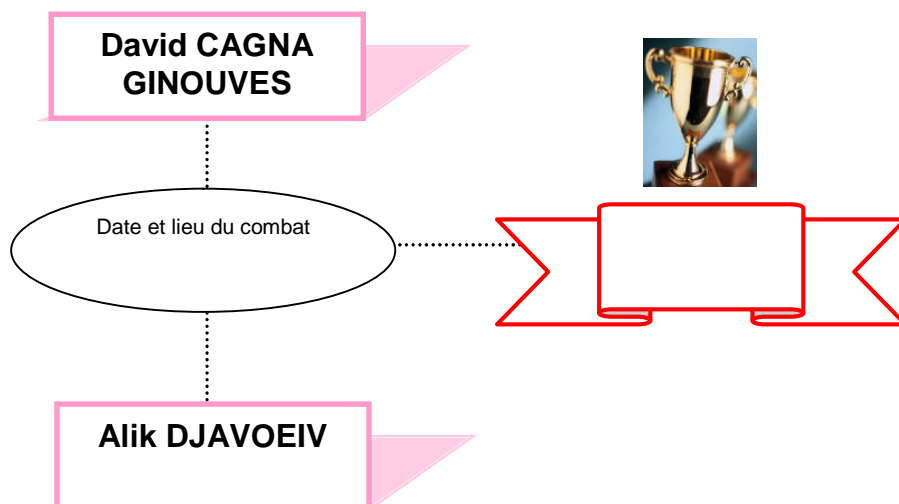 David CAGNA
GINOUVES
Date et lieu du combat
Alik DJAVOEIV